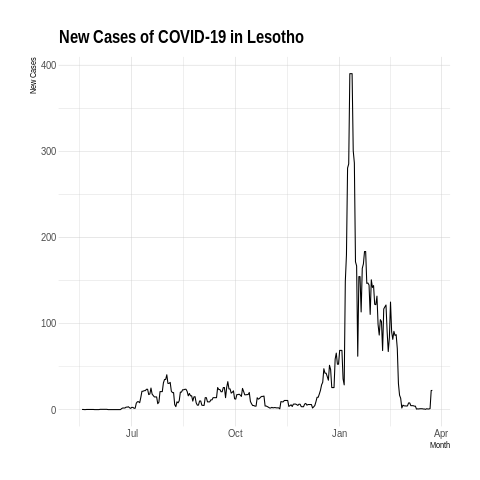 New Cases of COVID-19 in Lesotho
New Cases
400
300
200
100
0
Jul
Oct
Jan
Apr
Month